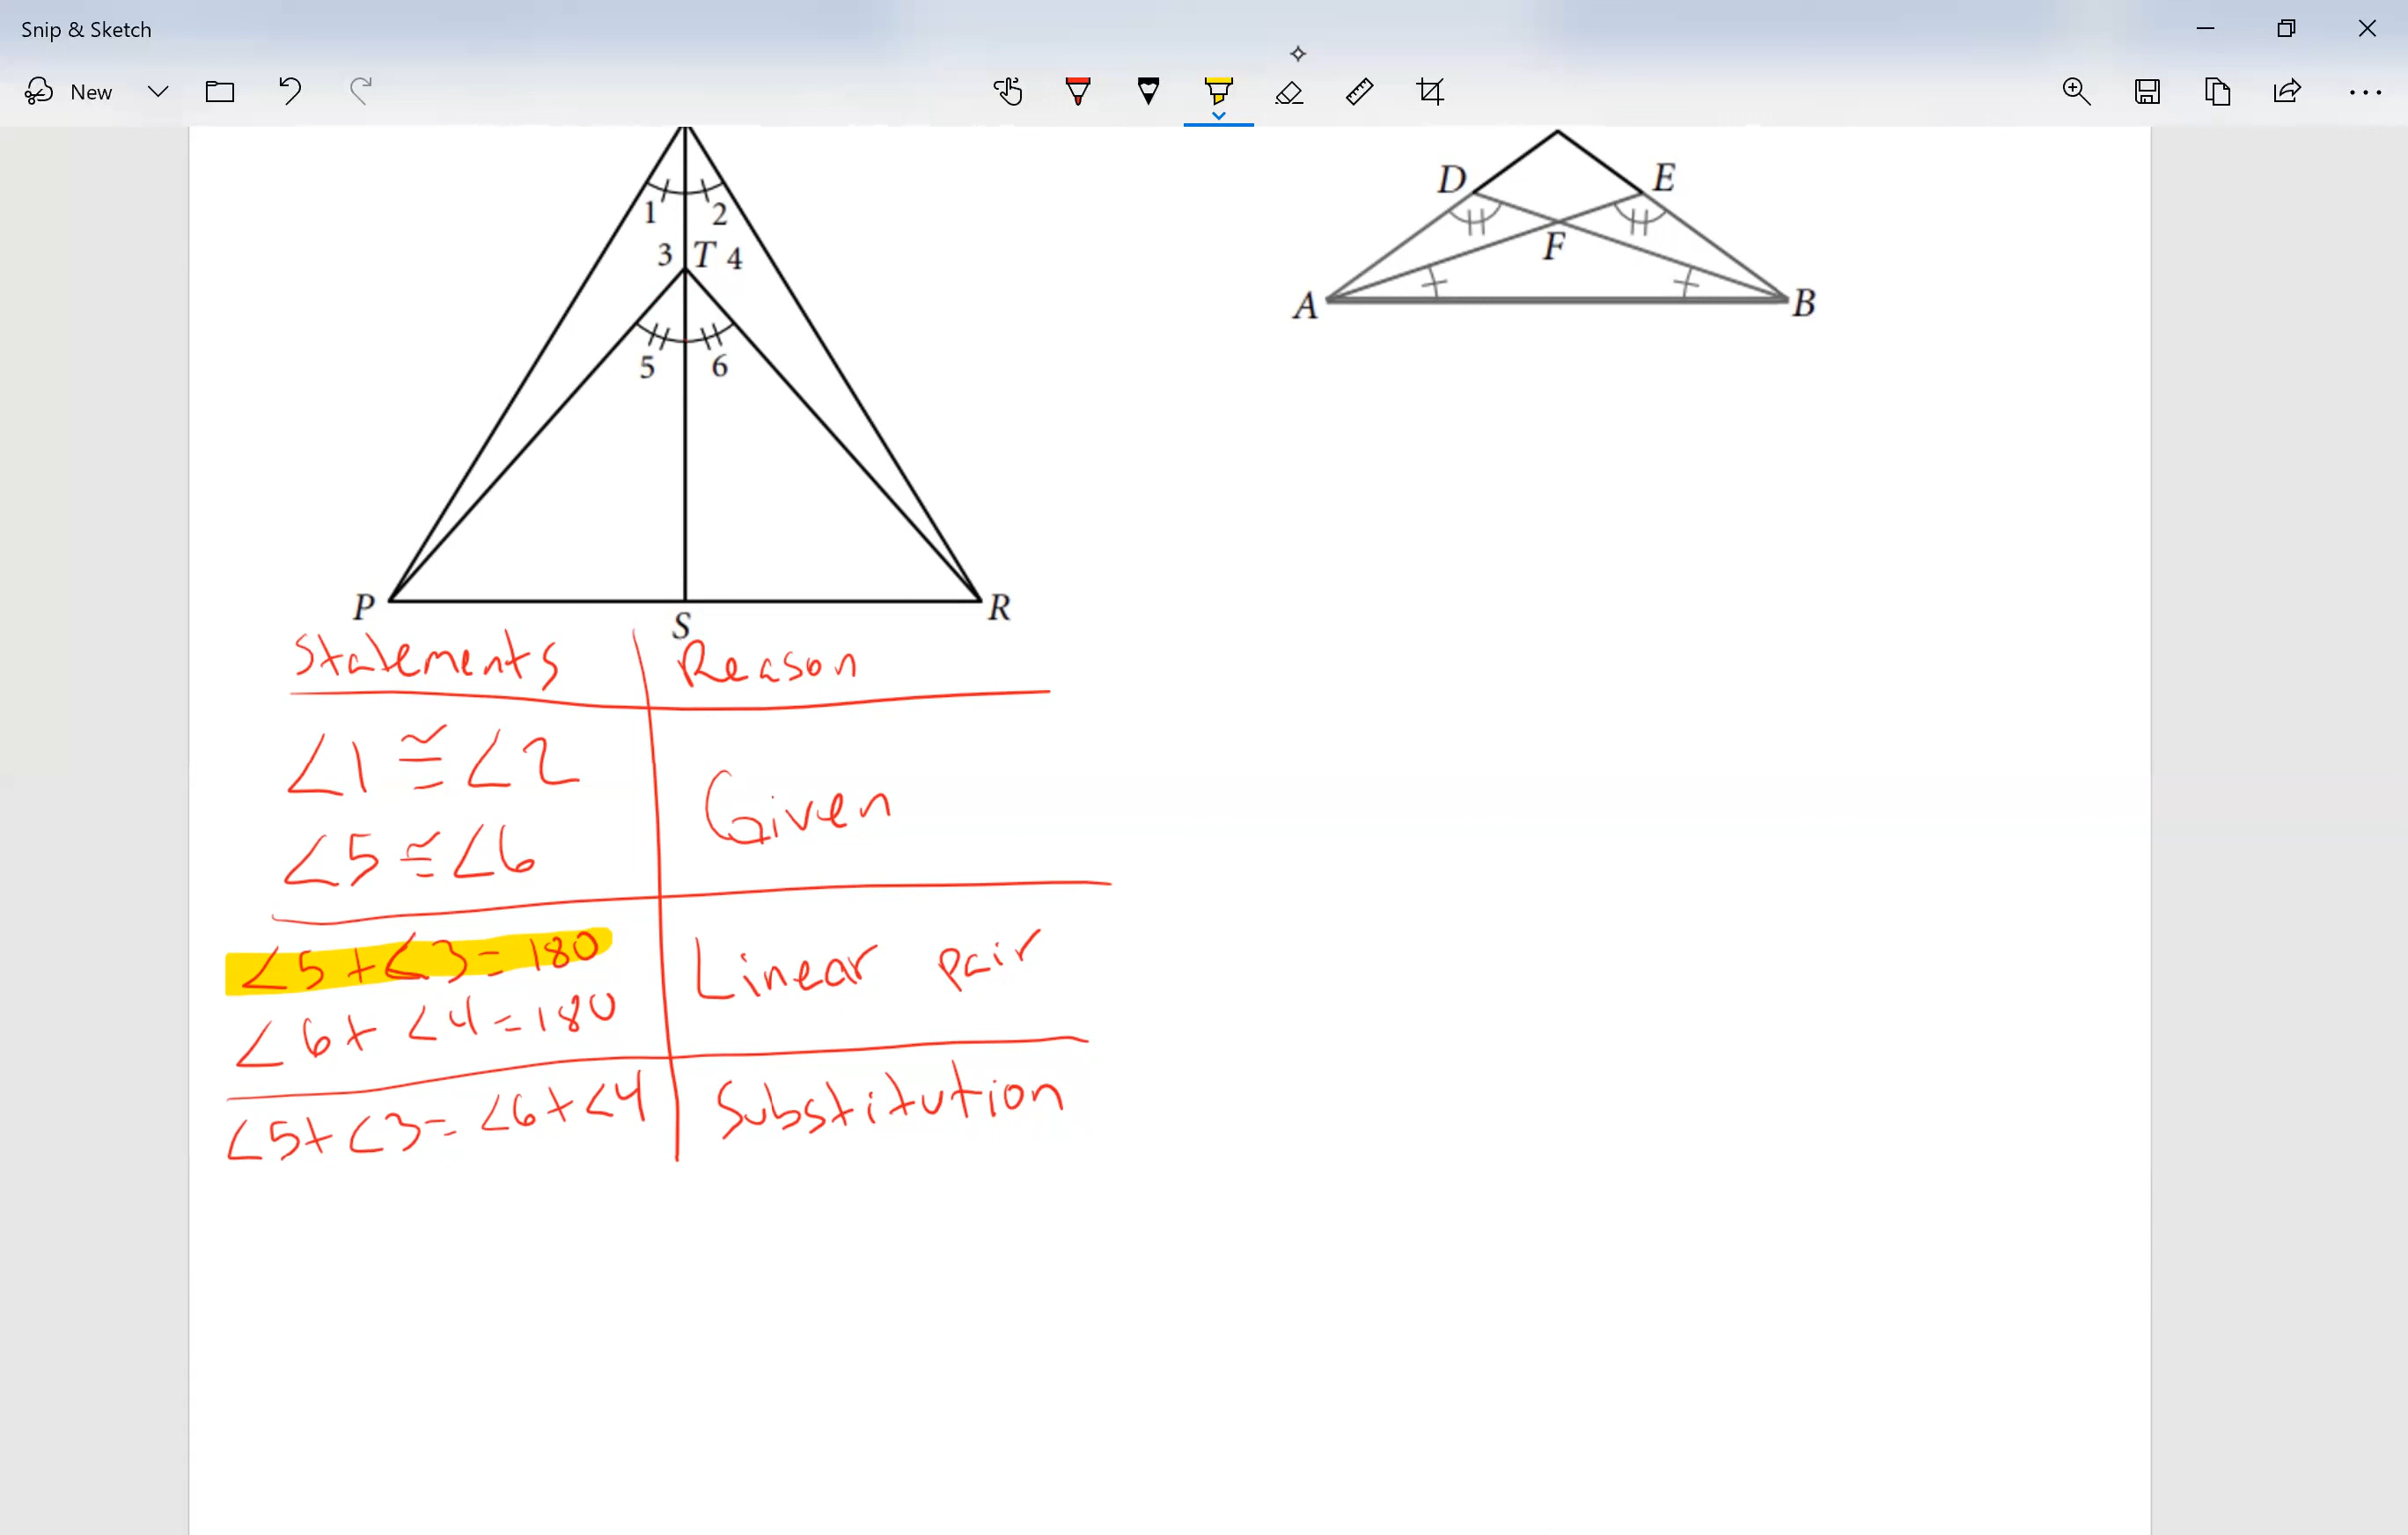 Snip & Sketch
New
1 2
3 T 4
5 6
P S R
D E
F
A B
Statements Reason
∠1 ≅ ∠2
Given
∠5 ≅ ∠6
∠5 + ∠3 = 180
Linear pair
∠6 + ∠4 = 180
∠5 + ∠3 = ∠6 + ∠4 Substitution